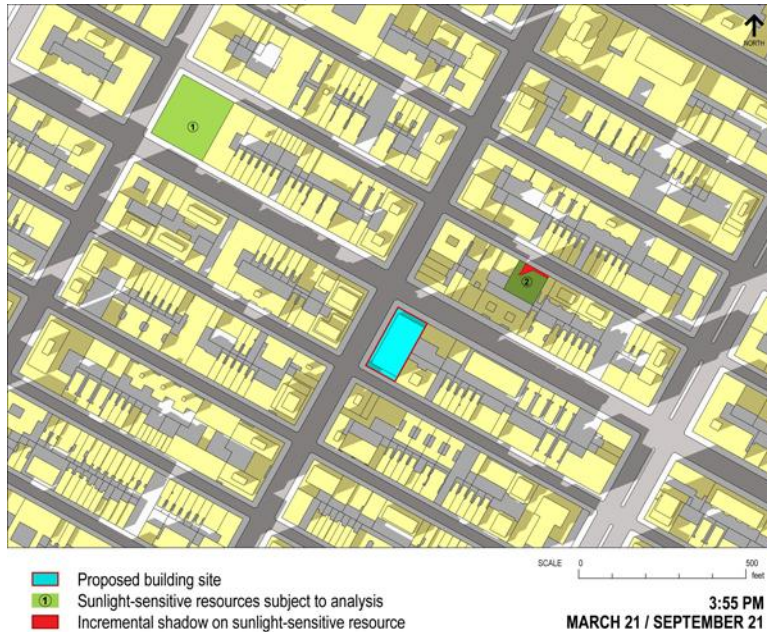 NORTH
①
②
SCALE 0 500
feet
Proposed building site
① Sunlight-sensitive resources subject to analysis
Incremental shadow on sunlight-sensitive resource
3:55 PM
MARCH 21 / SEPTEMBER 21